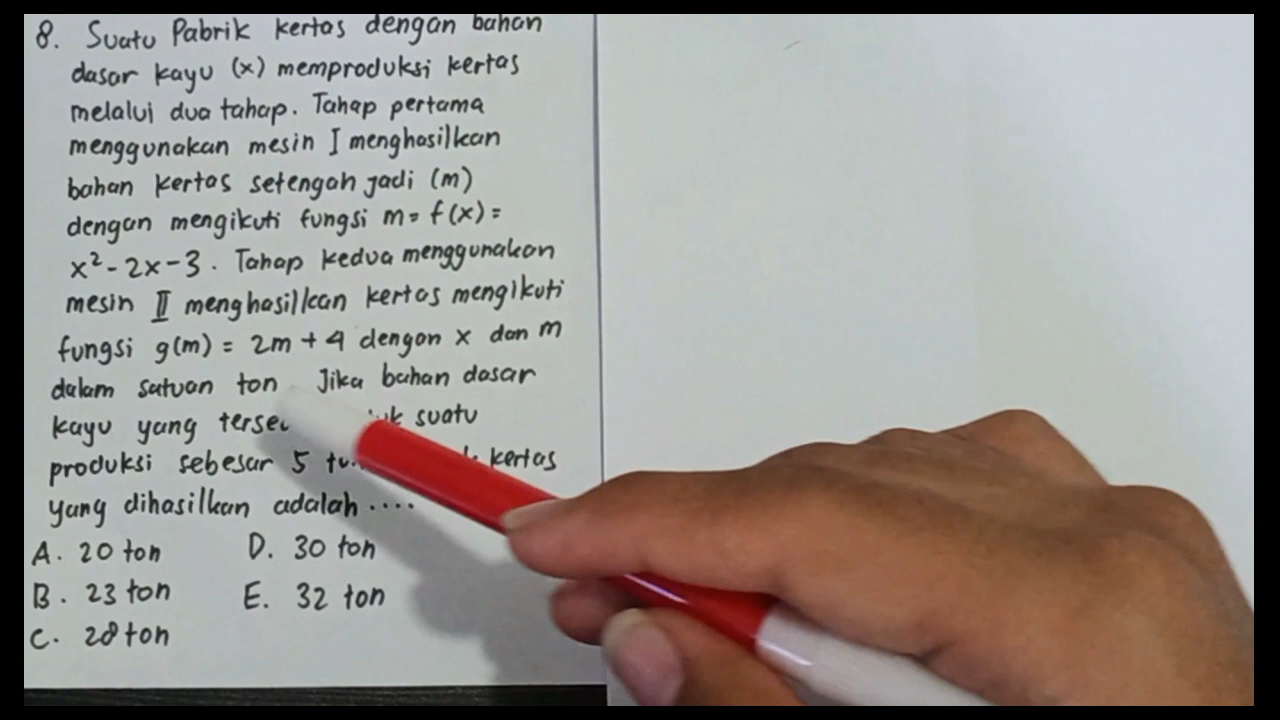 8. Suatu Pabrik kertas dengan bahan
dasar kayu (x) memproduksi kertas
melalui dua tahap. Tahap pertama
menggunakan mesin I menghasilkan
bahan kertas setengah jadi (m)
dengan mengikuti fungsi m = f(x) =
x² - 2x - 3. Tahap kedua menggunakan
mesin II menghasilkan kertas mengikuti
fungsi g(m) = 2m + 4 dengan x dan m
dalam satuan ton Jika bahan dasar
kayu yang suatu
produksi sebesar 5 kertas
yang dihasilkan adalah ....
A. 20 ton D. 30 ton
B. 23 ton E. 32 ton
C. 28 ton